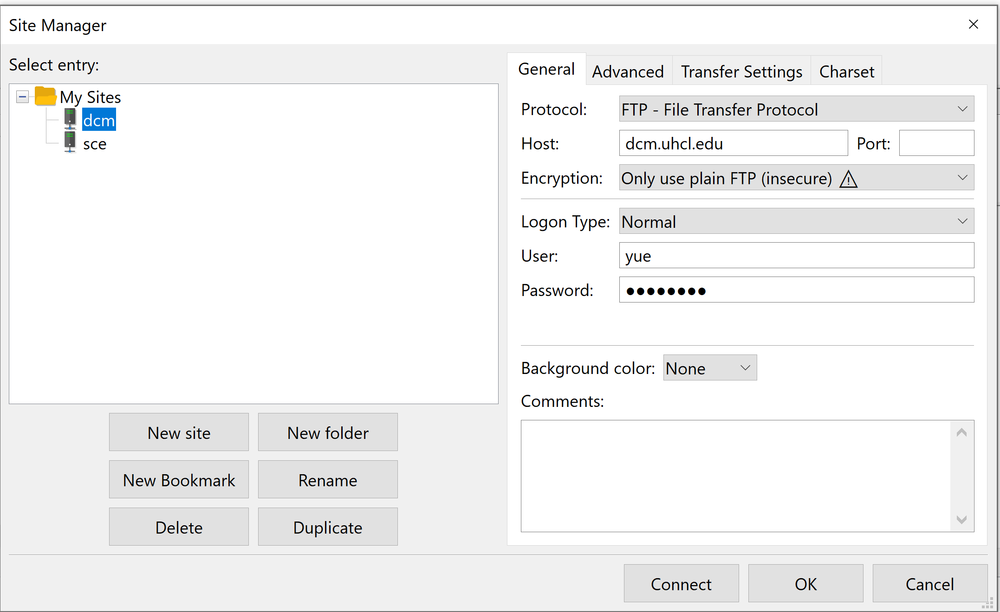 Site Manager
Select entry:
My Sites
dcm
sce
New site
New folder
New Bookmark
Rename
Delete
Duplicate
General
Advanced
Transfer Settings
Charset
Protocol:
FTP - File Transfer Protocol
Host:
dcm.uhcl.edu
Port:
Encryption:
Only use plain FTP (insecure) ⚠
Logon Type:
Normal
User:
yue
Password:
●●●●●●●●
Background color:
None
Comments:
Connect
OK
Cancel